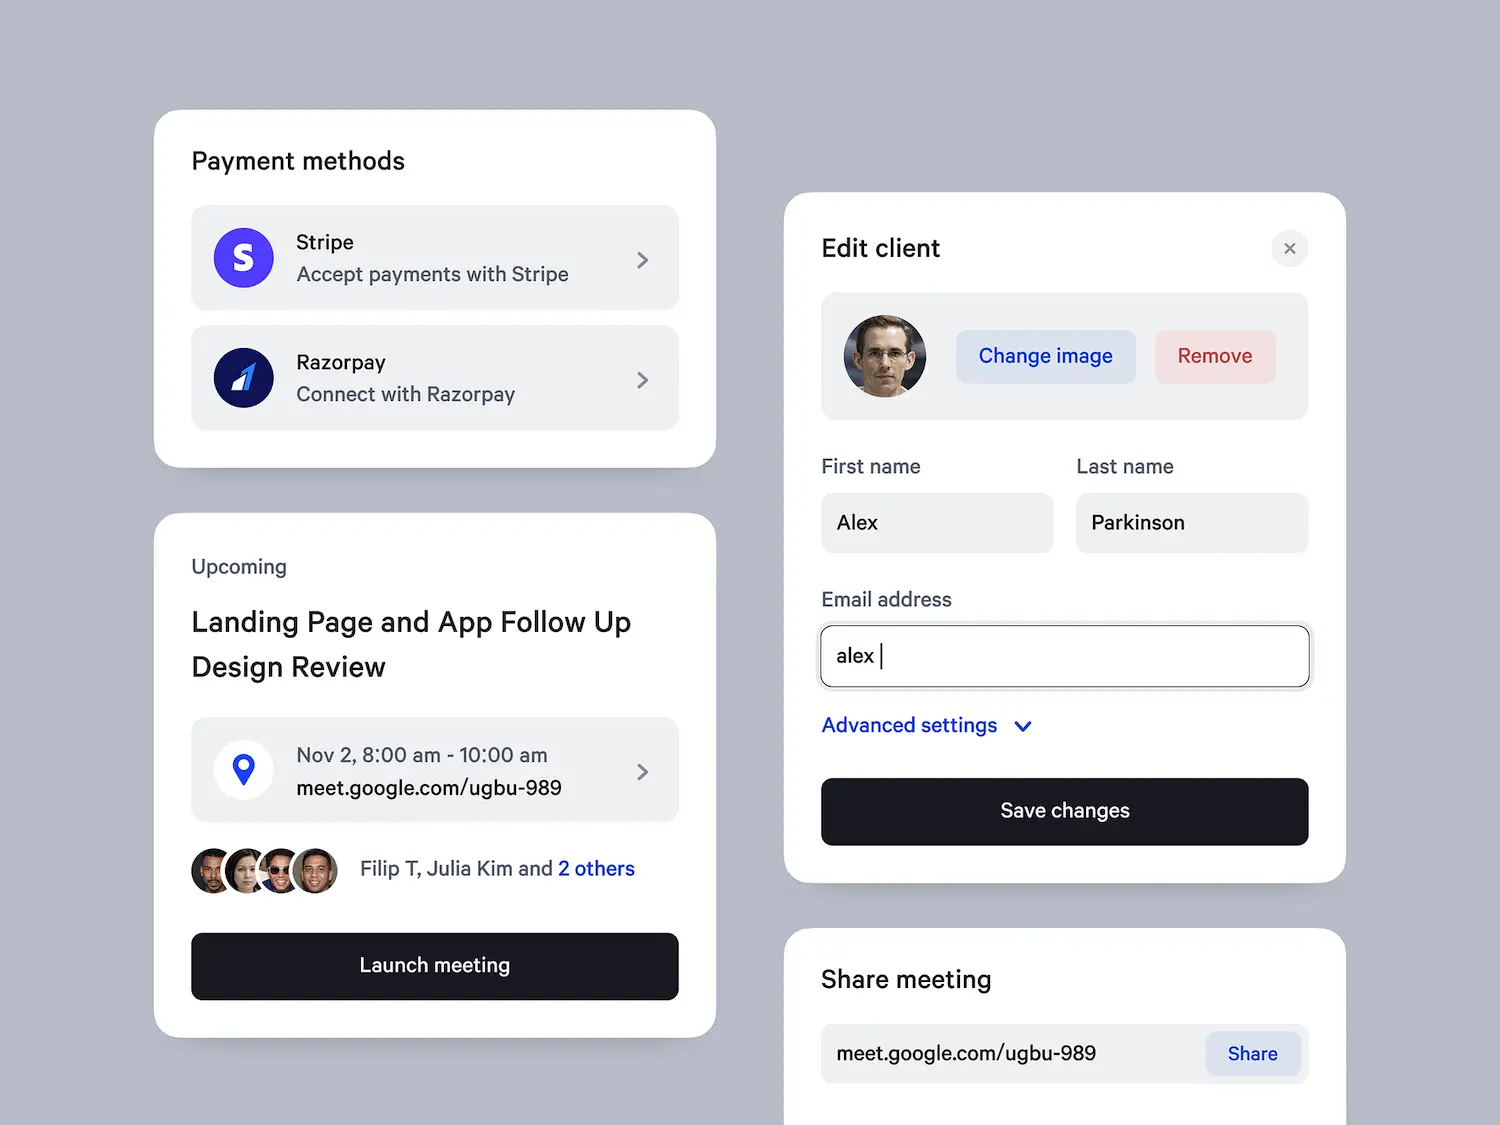 Payment methods
Stripe
Accept payments with Stripe
Razorpay
Connect with Razorpay
Upcoming
Landing Page and App Follow Up
Design Review
Nov 2, 8:00 am - 10:00 am
meet.google.com/ugbu-989
Filip T, Julia Kim and 2 others
Launch meeting
Edit client
Change image
Remove
First name
Last name
Alex
Parkinson
Email address
alex
Advanced settings
Save changes
Share meeting
meet.google.com/ugbu-989
Share